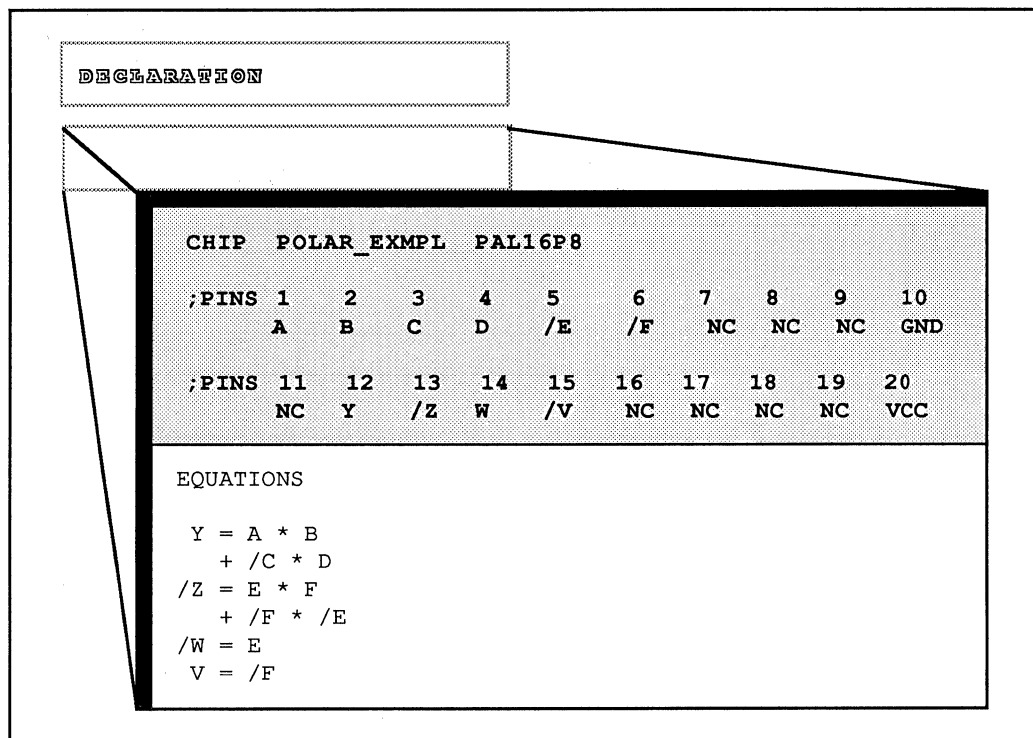 DECLARATION
CHIP POLAR_EXMPL PAL16P8
;PINS 1 2 3 4 5 6 7 8 9 10
A B C D /E /F NC NC NC GND
;PINS 11 12 13 14 15 16 17 18 19 20
NC Y /Z W /V NC NC NC NC VCC
EQUATIONS
Y = A * B
+ /C * D
/Z = E * F
+ /F * /E
/W = E
V = /F